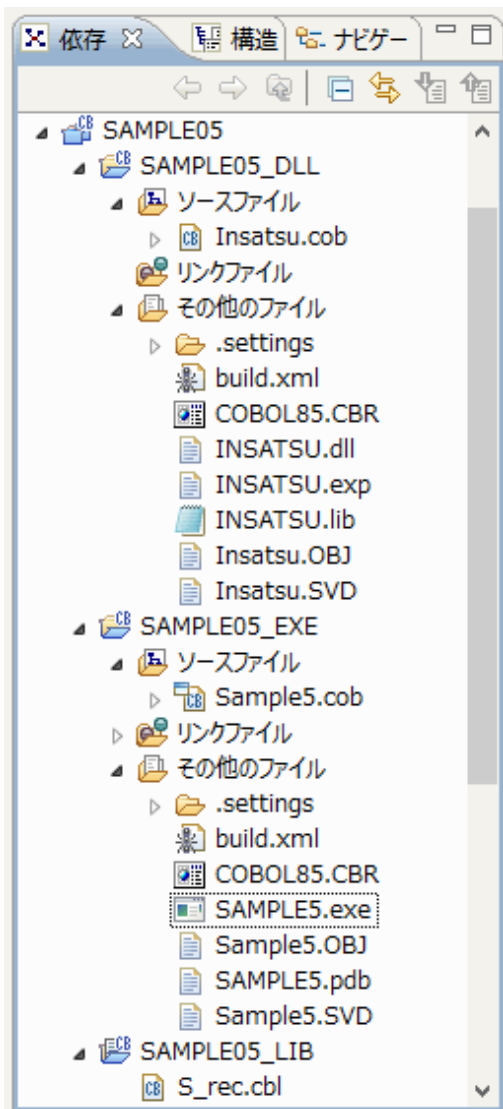 依存 構造 ナビゲー
SAMPLE05
SAMPLE05_DLL
ソースファイル
Insatsu.cob
リンクファイル
その他のファイル
.settings
build.xml
COBOL85.CBR
INSATSU.dll
INSATSU.exp
INSATSU.lib
Insatsu.OBJ
Insatsu.SVD
SAMPLE05_EXE
ソースファイル
Sample5.cob
リンクファイル
その他のファイル
.settings
build.xml
COBOL85.CBR
SAMPLE5.exe
Sample5.OBJ
SAMPLE5.pdb
Sample5.SVD
SAMPLE05_LIB
S_rec.cbl